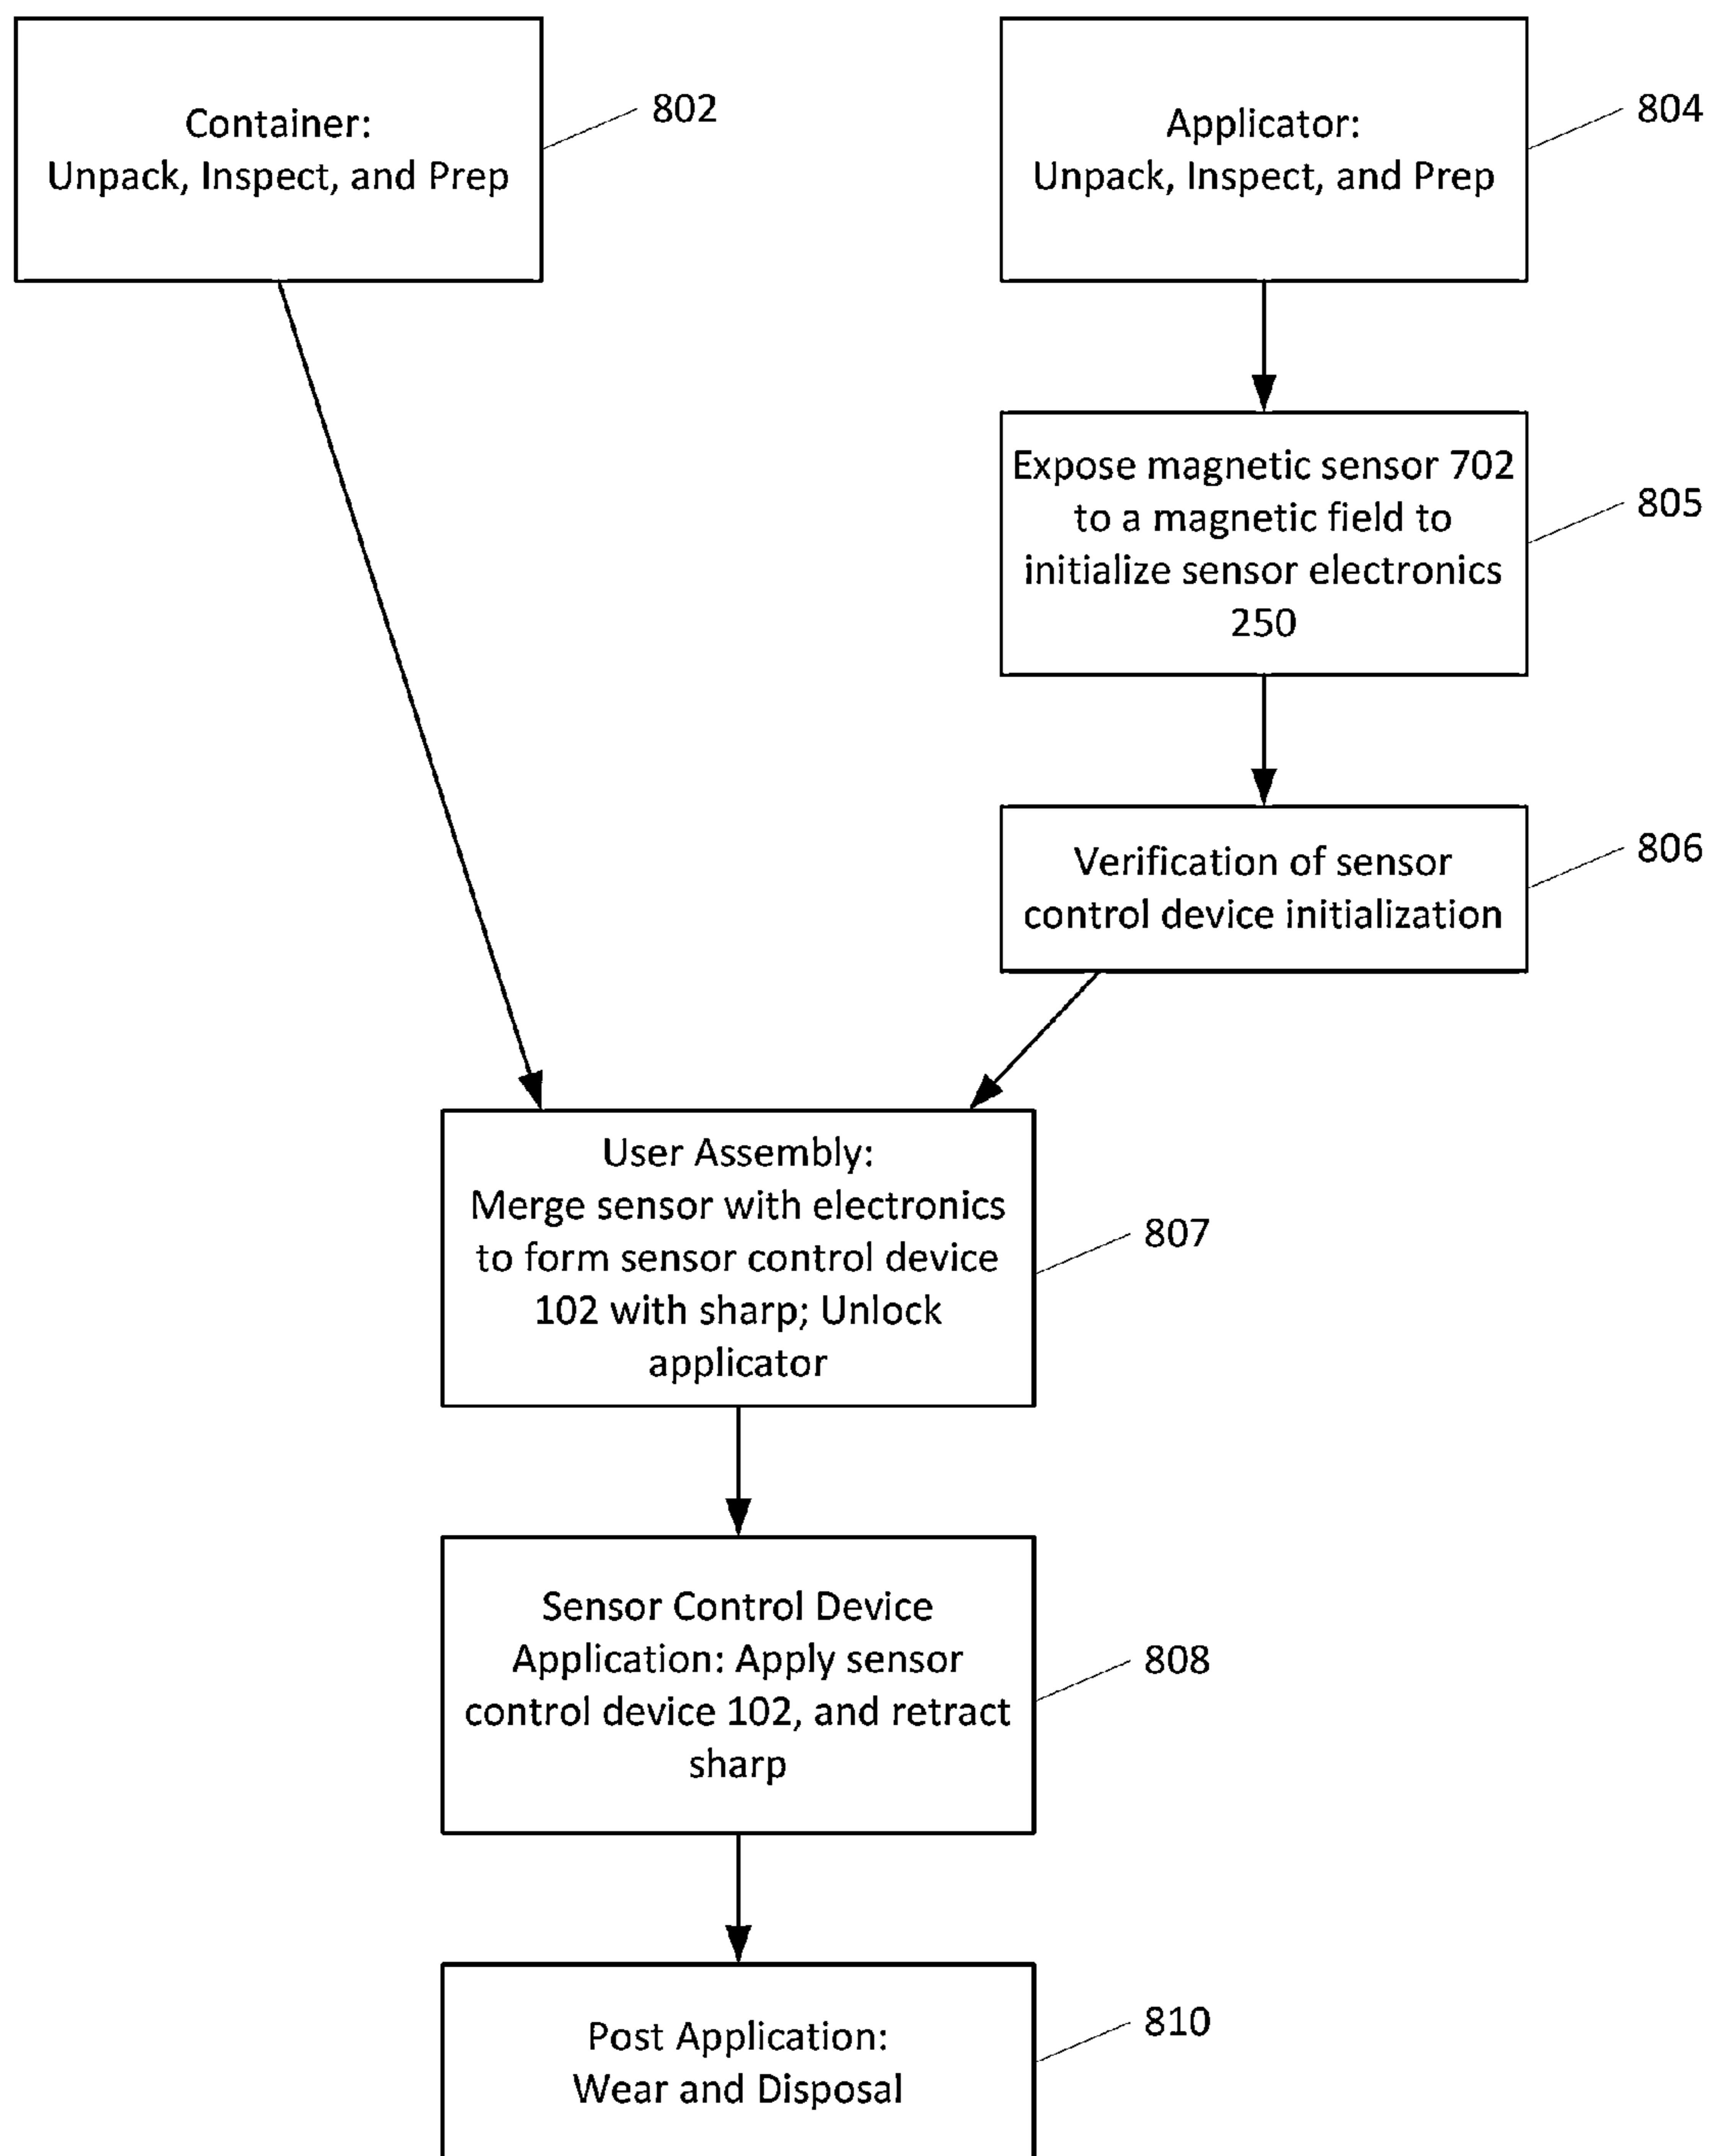 Container:
Unpack, Inspect, and Prep
802
Applicator:
Unpack, Inspect, and Prep
804
Expose magnetic sensor 702
to a magnetic field to
initialize sensor electronics
250
805
Verification of sensor
control device initialization
806
User Assembly:
Merge sensor with electronics
to form sensor control device
102 with sharp; Unlock
applicator
807
Sensor Control Device
Application: Apply sensor
control device 102, and retract
sharp
808
Post Application:
Wear and Disposal
810